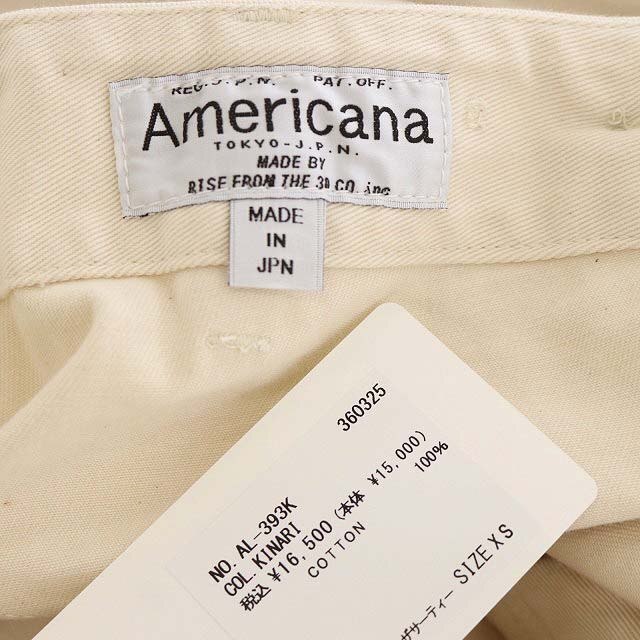 REG.J.P.N. PAT.OFF.
Americana
TOKYO-J.P.N.
MADE BY
RISE FROM THE 3D CO.inc
MADE
IN
JPN
360325
NO. AL-393K
COL. KINARI
税込 ¥16,500 (本体 ¥15,000)
COTTON 100%
ザサーティー SIZE XS